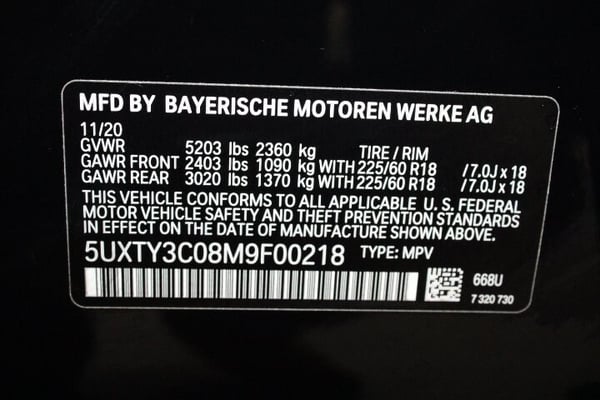 MFD BY BAYERISCHE MOTOREN WERKE AG
11/20
GVWR 5203 lbs 2360 kg TIRE / RIM
GAWR FRONT 2403 lbs 1090 kg WITH 225/60 R18 /7.0J x 18
GAWR REAR 3020 lbs 1370 kg WITH 225/60 R18 /7.0J x 18
THIS VEHICLE CONFORMS TO ALL APPLICABLE U. S. FEDERAL
MOTOR VEHICLE SAFETY AND THEFT PREVENTION STANDARDS
IN EFFECT ON THE DATE OF MANUFACTURE SHOWN ABOVE.
5UXTY3C08M9F00218 TYPE: MPV
668U
7 320 730